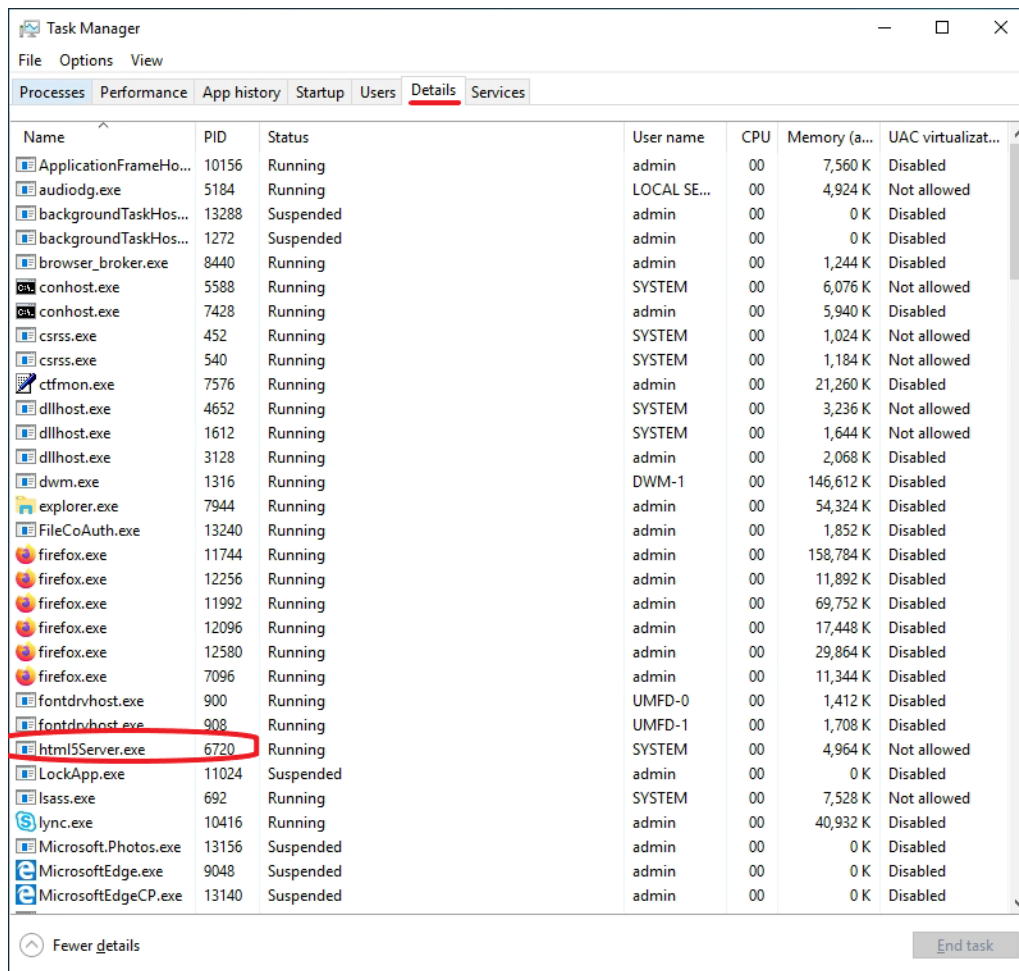 Task Manager
File Options View
Processes Performance App history Startup Users Details Services
Name PID Status User name CPU Memory (a... UAC virtualizat...
ApplicationFrameHo... 10156 Running admin 00 7,560 K Disabled
audiodg.exe 5184 Running LOCAL SE... 00 4,924 K Not allowed
backgroundTaskHos... 13288 Suspended admin 00 0 K Disabled
backgroundTaskHos... 1272 Suspended admin 00 0 K Disabled
browser_broker.exe 8440 Running admin 00 1,244 K Disabled
conhost.exe 5588 Running SYSTEM 00 6,076 K Not allowed
conhost.exe 7428 Running admin 00 5,940 K Disabled
csrss.exe 452 Running SYSTEM 00 1,024 K Not allowed
csrss.exe 540 Running SYSTEM 00 1,184 K Not allowed
ctfmon.exe 7576 Running admin 00 21,260 K Disabled
dllhost.exe 4652 Running SYSTEM 00 3,236 K Not allowed
dllhost.exe 1612 Running SYSTEM 00 1,644 K Not allowed
dllhost.exe 3128 Running admin 00 2,068 K Disabled
dwm.exe 1316 Running DWM-1 00 146,612 K Disabled
explorer.exe 7944 Running admin 00 54,324 K Disabled
FileCoAuth.exe 13240 Running admin 00 1,852 K Disabled
firefox.exe 11744 Running admin 00 158,784 K Disabled
firefox.exe 12256 Running admin 00 11,892 K Disabled
firefox.exe 11992 Running admin 00 69,752 K Disabled
firefox.exe 12096 Running admin 00 17,448 K Disabled
firefox.exe 12580 Running admin 00 29,864 K Disabled
firefox.exe 7096 Running admin 00 11,344 K Disabled
fontdrvhost.exe 900 Running UMFD-0 00 1,412 K Disabled
fontdrvhost.exe 908 Running UMFD-1 00 1,708 K Disabled
html5Server.exe 6720 Running SYSTEM 00 4,964 K Not allowed
LockApp.exe 11024 Suspended admin 00 0 K Disabled
lsass.exe 692 Running SYSTEM 00 7,528 K Not allowed
lync.exe 10416 Running admin 00 40,932 K Disabled
Microsoft.Photos.exe 13156 Suspended admin 00 0 K Disabled
MicrosoftEdge.exe 9048 Suspended admin 00 0 K Disabled
MicrosoftEdgeCP.exe 13140 Suspended admin 00 0 K Disabled
Fewer details End task